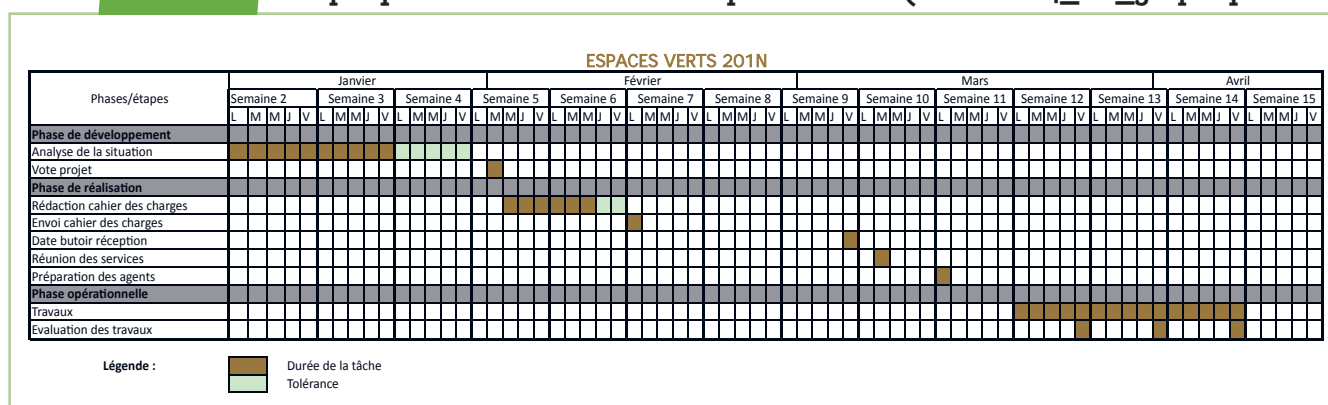 ESPACES VERTS 201N
Phases/étapes Janvier Février Mars Avril
Semaine 2 Semaine 3 Semaine 4 Semaine 5 Semaine 6 Semaine 7 Semaine 8 Semaine 9 Semaine 10 Semaine 11 Semaine 12 Semaine 13 Semaine 14 Semaine 15
L M M J V L M M J V L M M J V L M M J V L M M J V L M M J V L M M J V L M M J V L M M J V L M M J V L M M J V L M M J V L M M J V L M M J V
Phase de développement
Analyse de la situation
Vote projet
Phase de réalisation
Rédaction cahier des charges
Envoi cahier des charges
Date butoir réception
Réunion des services
Préparation des agents
Phase opérationnelle
Travaux
Evaluation des travaux
Légende :
Durée de la tâche
Tolérance